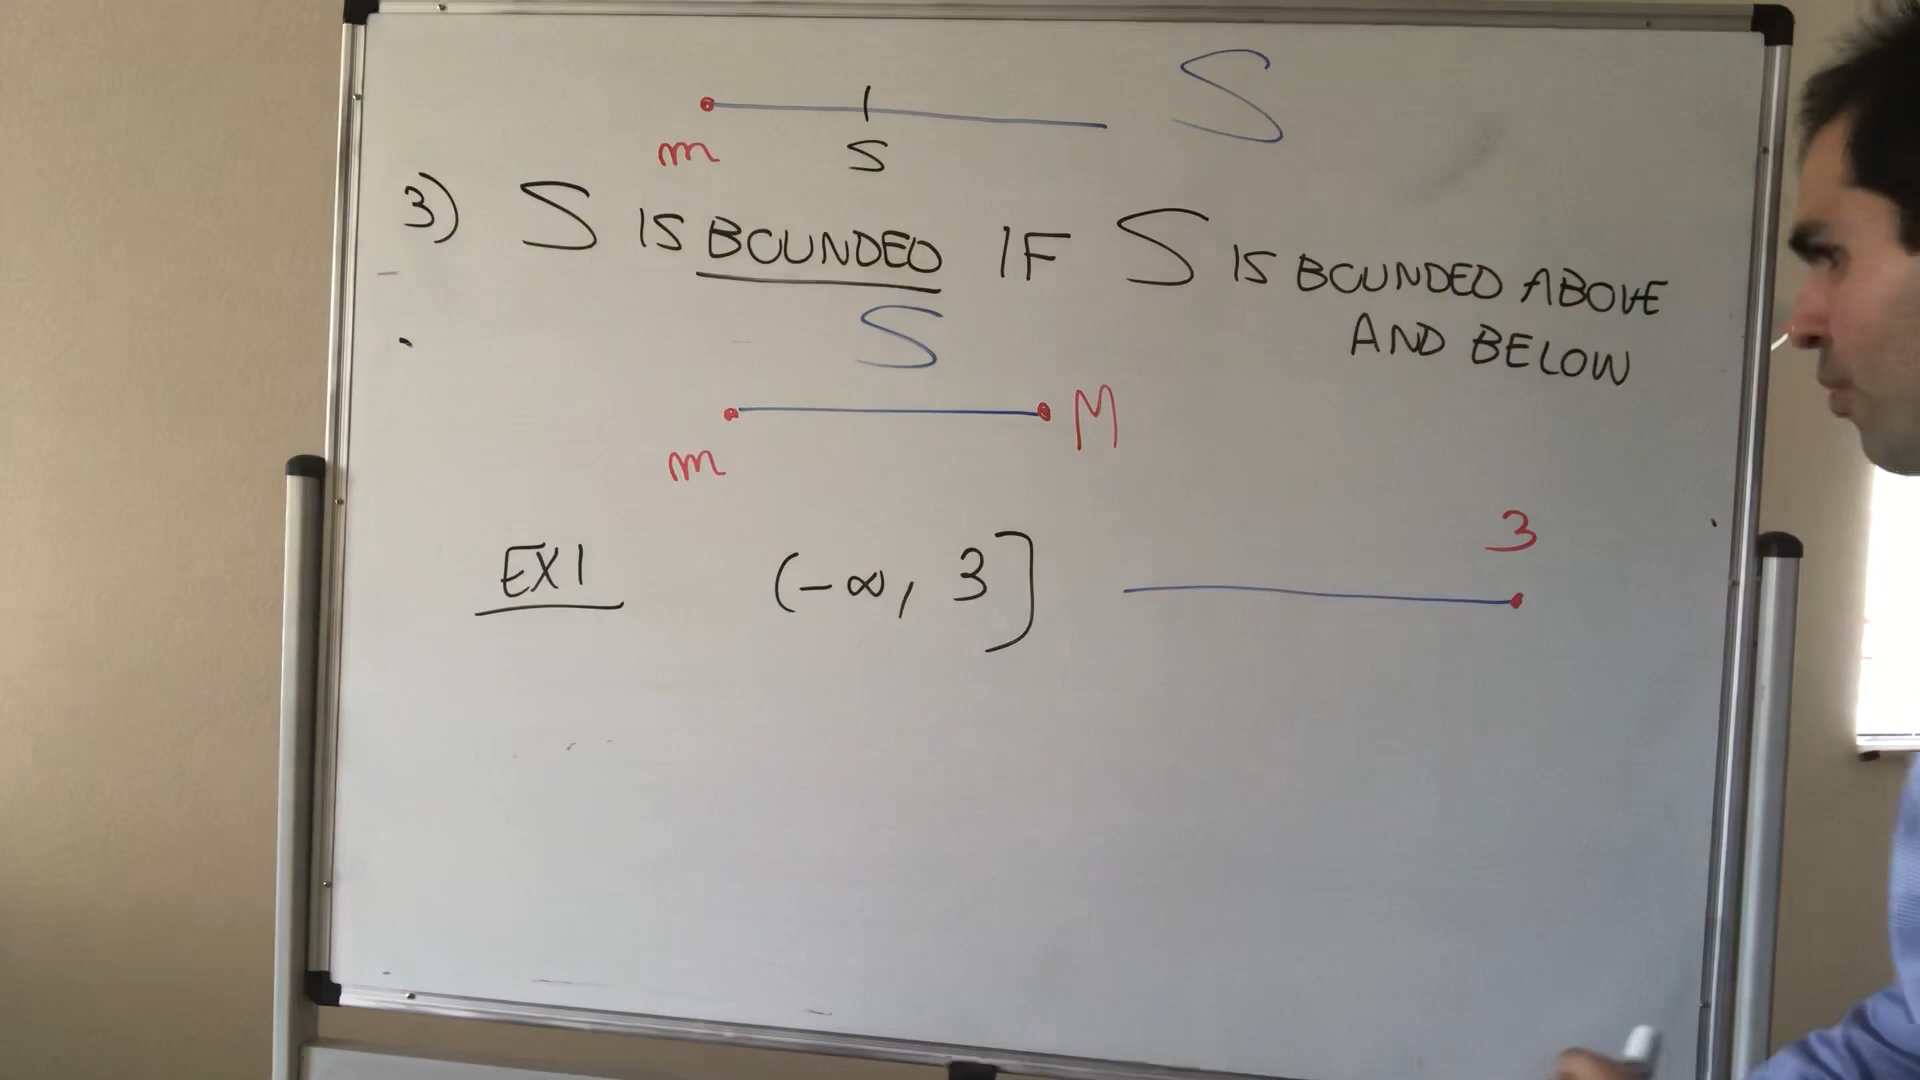 S
m s
3) S IS BOUNDED IF S IS BOUNDED ABOVE
AND BELOW
S
m M
EX1 (-∞, 3] 3